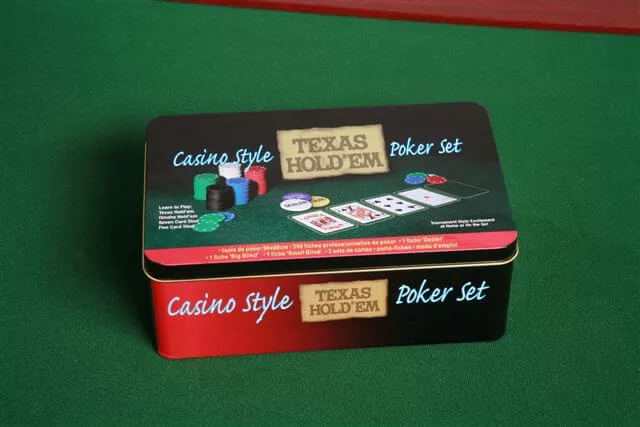 Casino Style TEXAS HOLD'EM Poker Set
Learn to Play:
Texas Hold'em
Omaha Hold'em
Seven Card Stud
Five Card Stud
DEALER
Tournament Style Excitement
at Home or On the Go!
• tapis de poker 90x60cm • 200 fiches professionnelles de poker • 1 fiche "Dealer"
• 1 fiche "Big Blind" • 1 fiche "Small Blind" • 2 sets de cartes • porte-fiches • mode d'emploi
Casino Style TEXAS HOLD'EM Poker Set